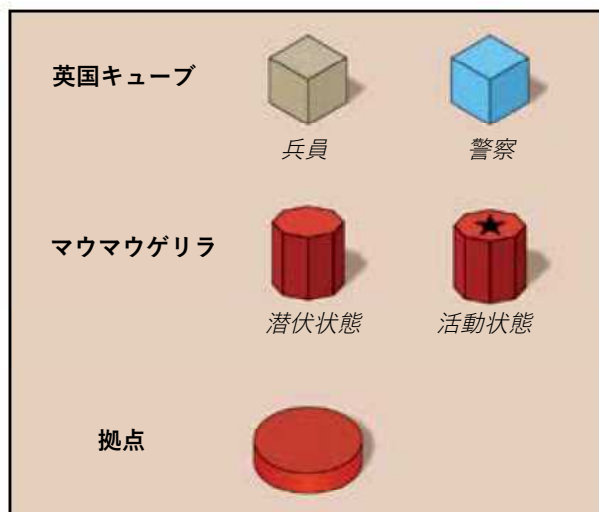 英国キューブ
兵員
警察
マウマウゲリラ
潜伏状態
活動状態
拠点